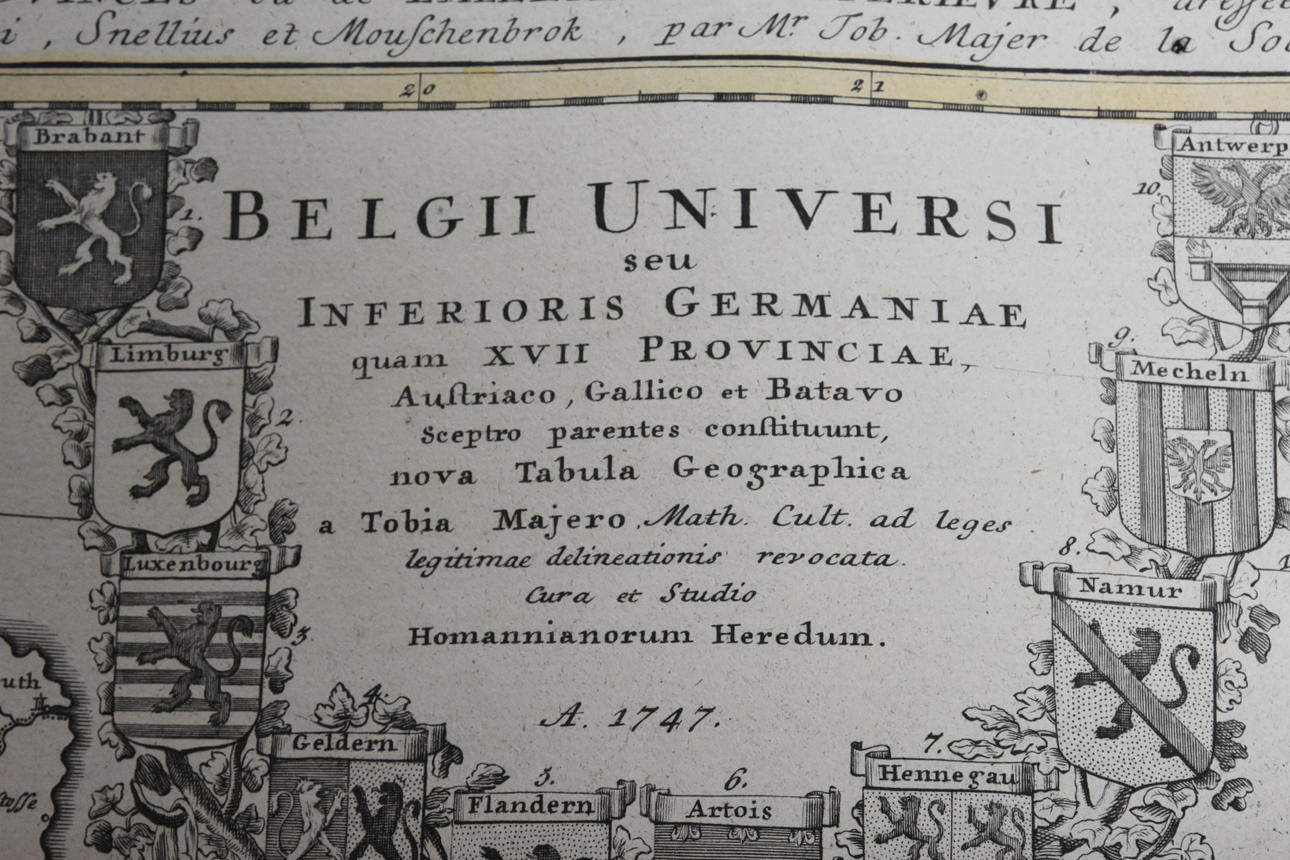 i, Snellius et Mouſchenbrok, par Mr. Tob. Majer de la
20 21
Brabant
1.
Limburg
2.
Luxenbourg
3.
4.
Geldern
5.
Flandern
6.
Artois
7.
Hennegau
8.
Namur
9.
Mecheln
10.
Antwerp
BELGII UNIVERSI
seu
INFERIORIS GERMANIAE
quam XVII PROVINCIAE,
Auſtriaco, Gallico et Batavo
Sceptro parentes conſtituunt,
nova Tabula Geographica
a Tobia Majero, Math. Cult. ad leges
legitimae delineationis revocata.
Cura et Studio
Homannianorum Heredum.
A. 1747.
uth